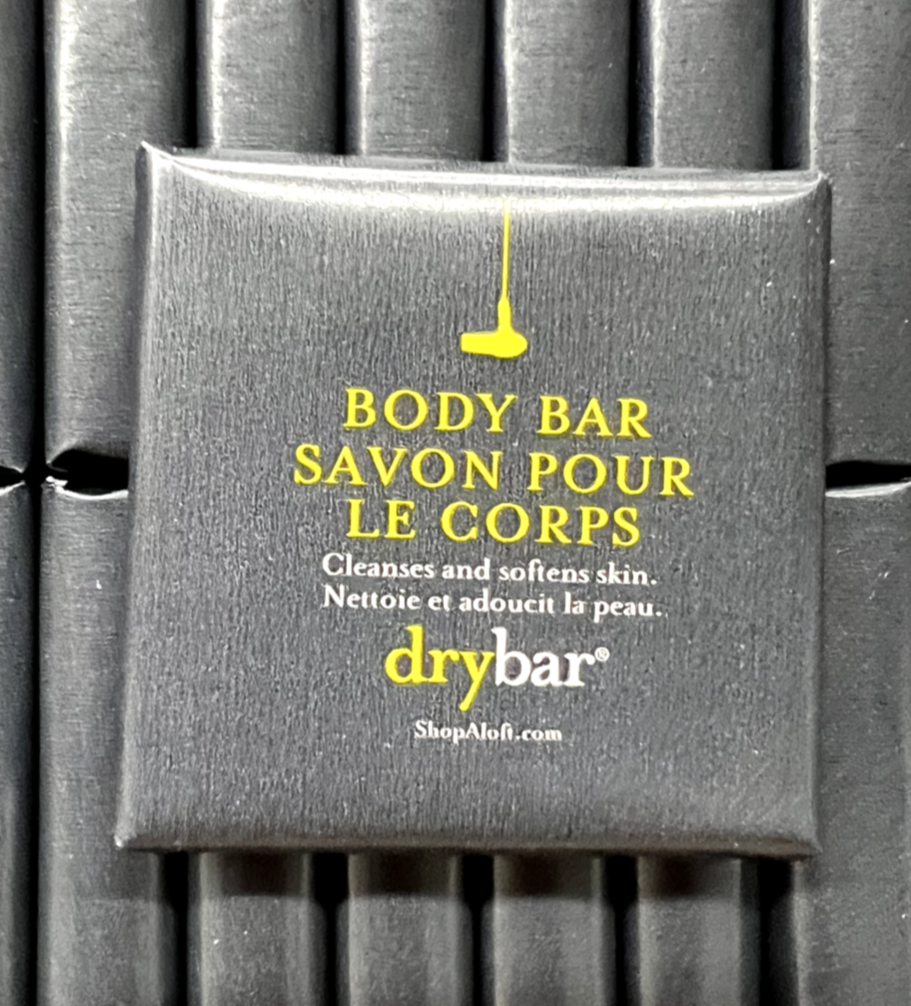 BODY BAR
SAVON POUR
LE CORPS
Cleanses and softens skin.
Nettoie et adoucit la peau.
drybar®
ShopAloft.com